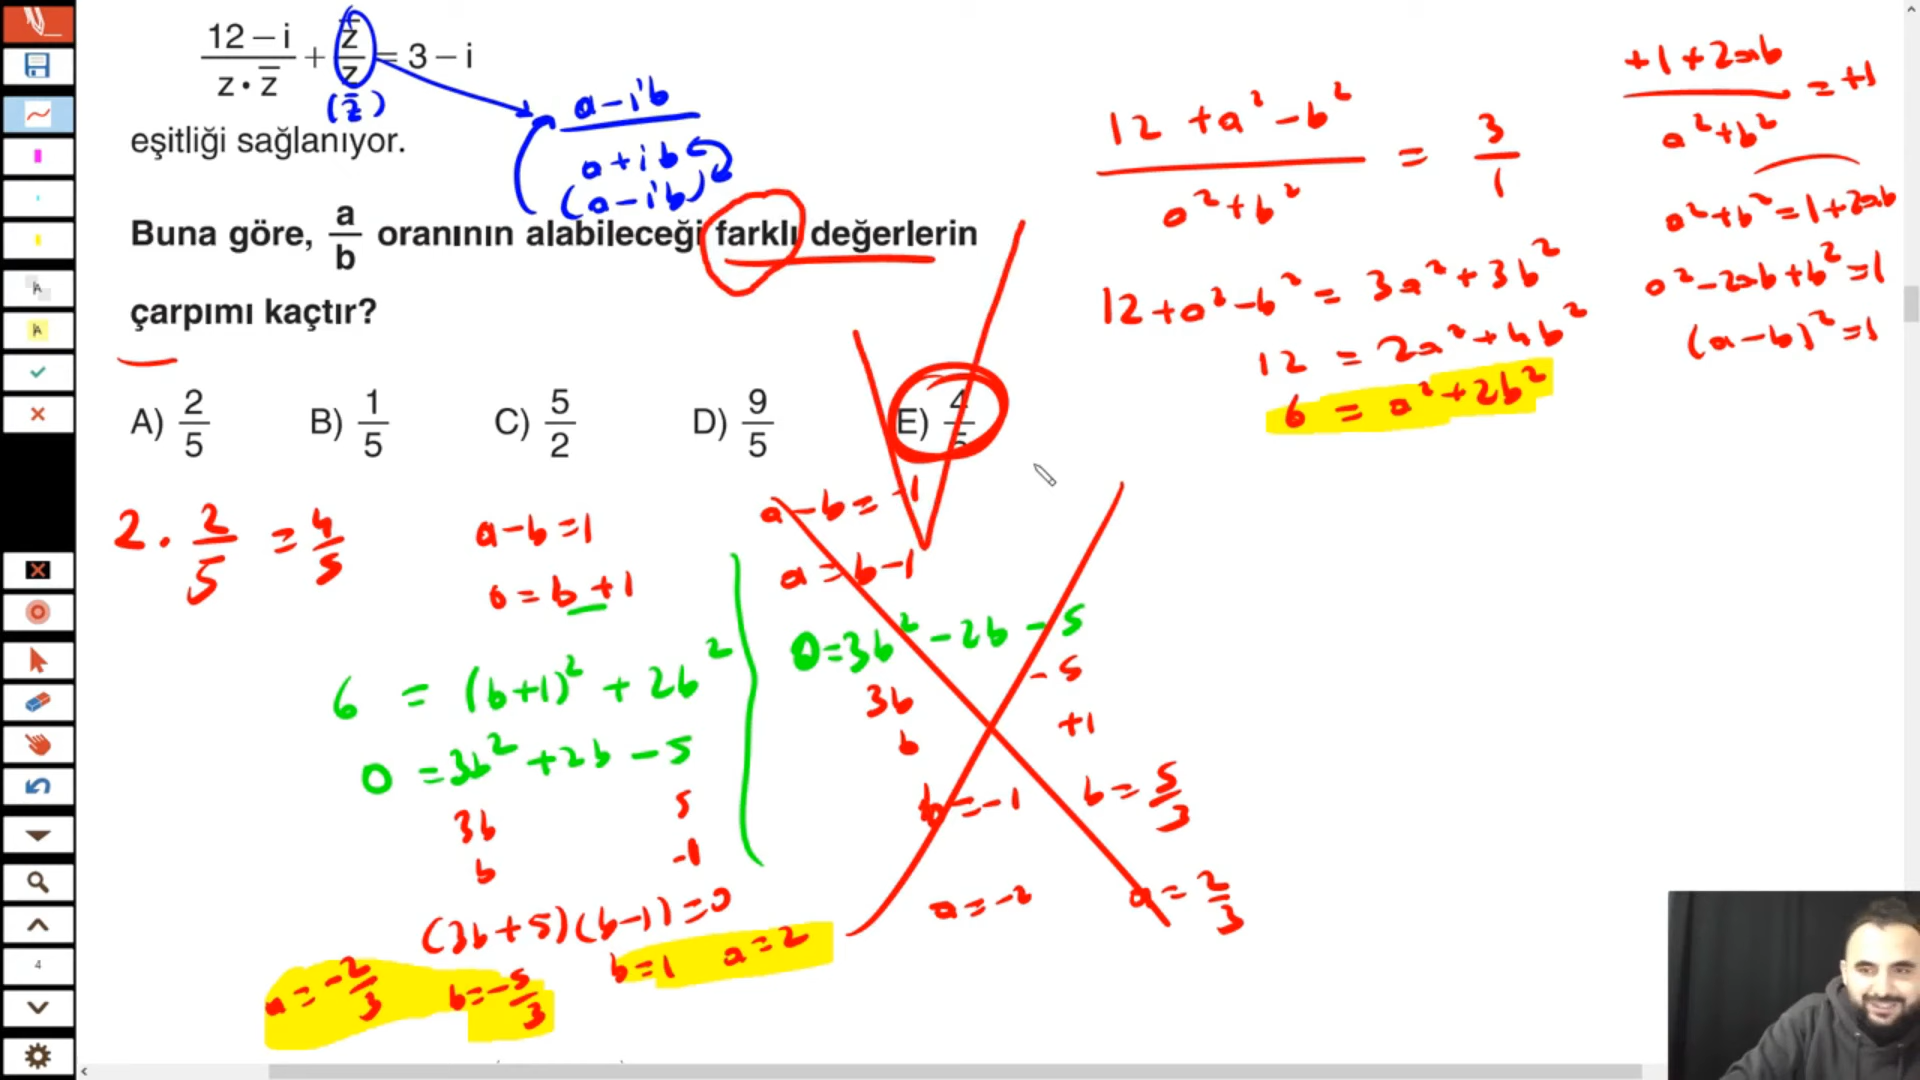 12 − i / z · z̄ + z̄ / z = 3 − i
(z̄)
a − ib / a + ib
(a − ib)
eşitliği sağlanıyor.
Buna göre, a/b oranının alabileceği farklı değerlerin
çarpımı kaçtır?
A) 2/5 B) 1/5 C) 5/2 D) 9/5 E) 4/5
12 + a² − b² / a² + b² = 3/1
12 + a² − b² = 3a² + 3b²
12 = 2a² + 4b²
6 = a² + 2b²
+1 + 2ab / a² + b² = +1
a² + b² = 1 + 2ab
a² − 2ab + b² = 1
(a − b)² = 1
2 · 2/5 = 4/5
a − b = 1
a = b + 1
6 = (b+1)² + 2b²
0 = 3b² + 2b − 5
3b 5
b −1
(3b+5)(b−1) = 0
a = −2/3 b = −5/3 b = 1 a = 2
a − b = −1
a = b − 1
0 = 3b² − 2b − 5
3b −5
b +1
b = −1 b = 5/3
a = −2 a = 2/3
4